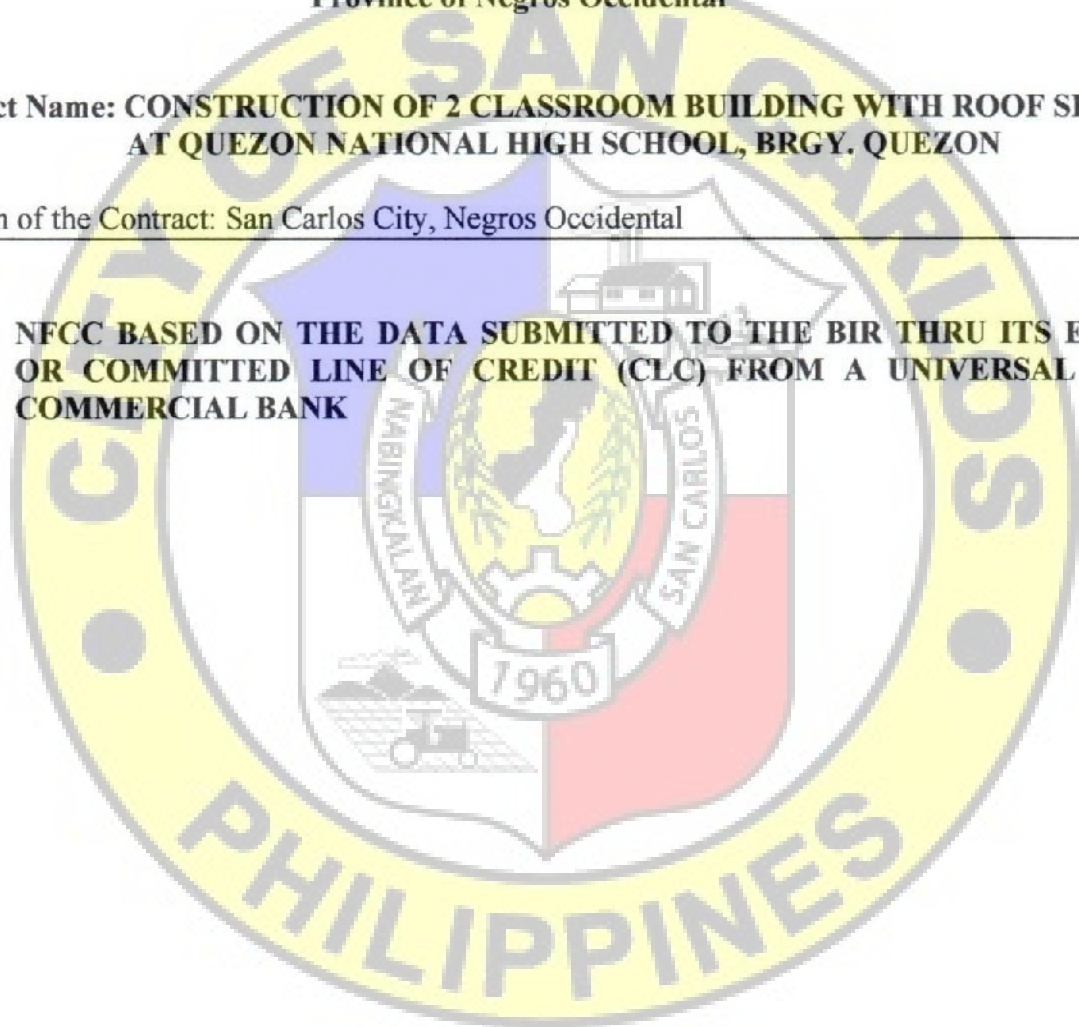 Province of Negros Occidental
ct Name: CONSTRUCTION OF 2 CLASSROOM BUILDING WITH ROOF
AT QUEZON NATIONAL HIGH SCHOOL, BRGY. QUEZON
n of the Contract: San Carlos City, Negros Occidental
NFCC BASED ON THE DATA SUBMITTED TO THE BIR THRU ITS E
OR COMMITTED LINE OF CREDIT (CLC) FROM A UNIVERSAL
COMMERCIAL BANK
CITY OF SAN CARLOS
NABINGKALAN
SAN CARLOS
1960
PHILIPPINES